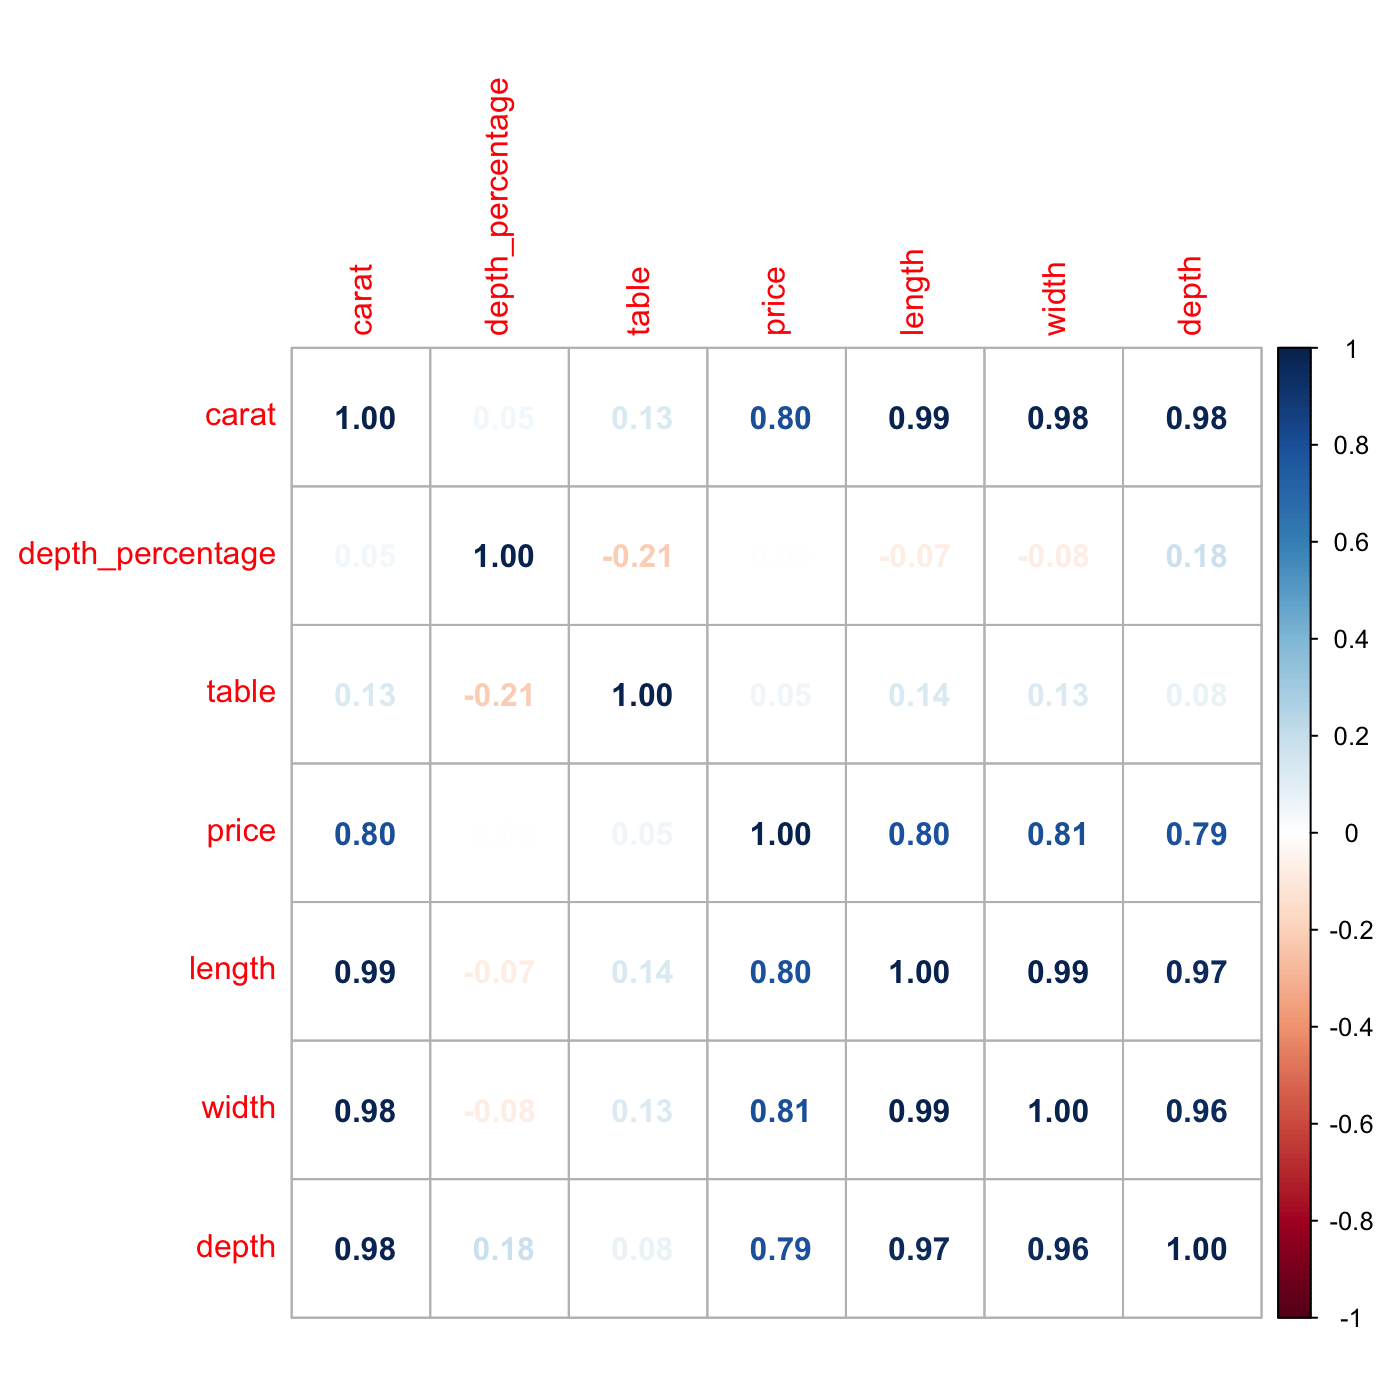 carat depth_percentage table price length width depth
carat 1.00 0.05 0.13 0.80 0.99 0.98 0.98
depth_percentage 0.05 1.00 -0.21 -0.07 -0.08 0.18
table 0.13 -0.21 1.00 0.05 0.14 0.13 0.08
price 0.80 0.05 1.00 0.80 0.81 0.79
length 0.99 -0.07 0.14 0.80 1.00 0.99 0.97
width 0.98 -0.08 0.13 0.81 0.99 1.00 0.96
depth 0.98 0.18 0.08 0.79 0.97 0.96 1.00
1
0.8
0.6
0.4
0.2
0
-0.2
-0.4
-0.6
-0.8
-1